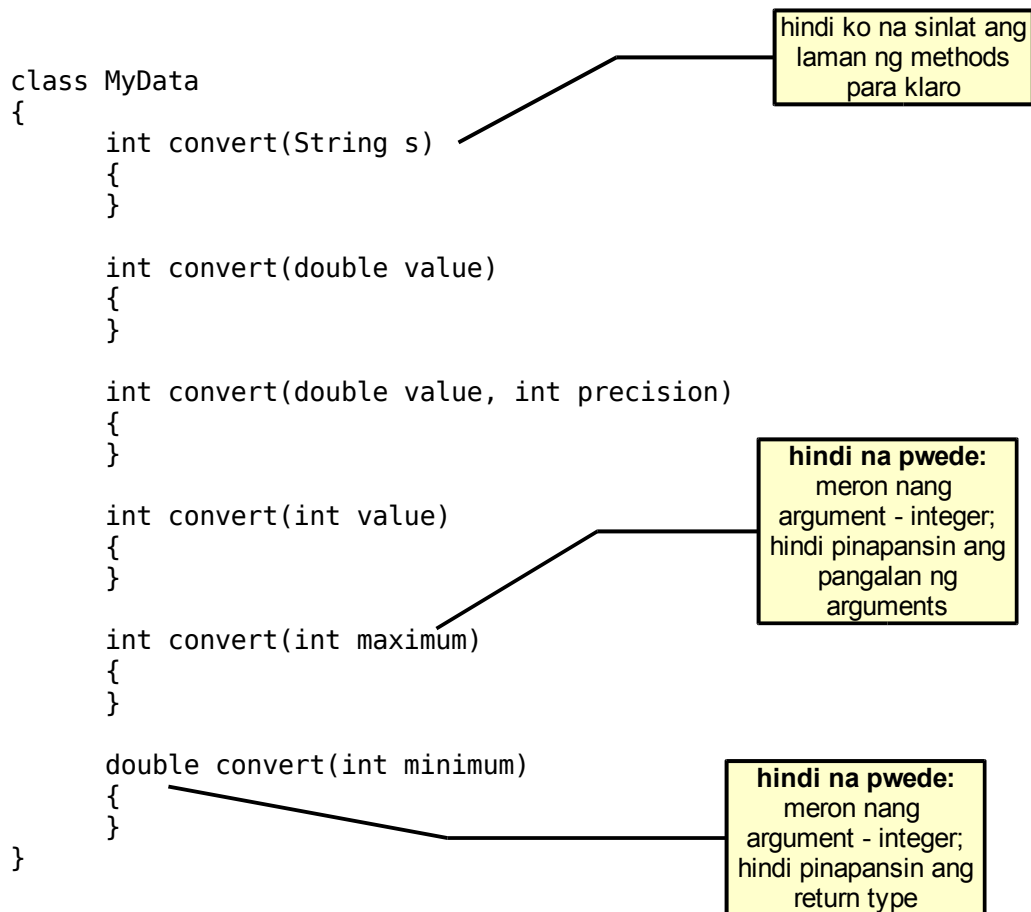 hindi ko na sinlat ang
laman ng methods
para klaro
class MyData
{
int convert(String s)
{
}
int convert(double value)
{
}
int convert(double value, int precision)
{
}
hindi na pwede:
meron nang
argument - integer;
hindi pinapansin ang
pangalan ng
arguments
int convert(int value)
{
}
int convert(int maximum)
{
}
double convert(int minimum)
{
}
}
hindi na pwede:
meron nang
argument - integer;
hindi pinapansin ang
return type